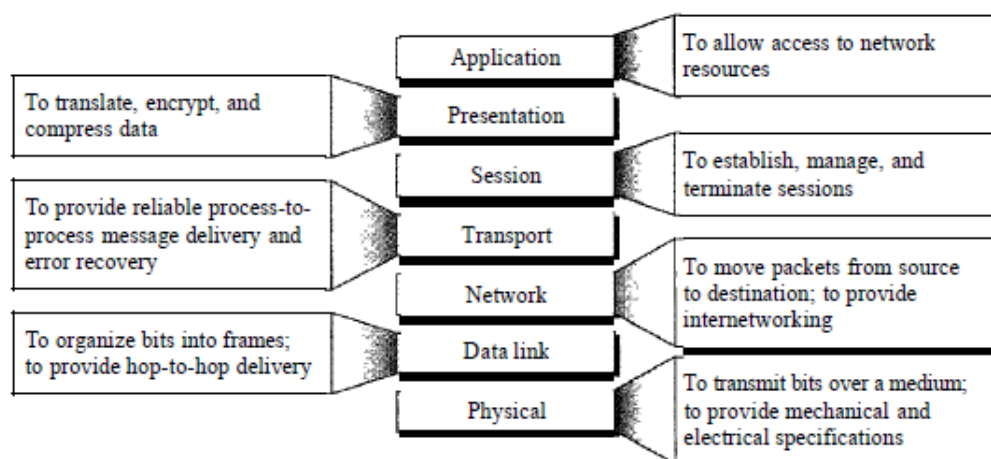 Application
To allow access to network
resources
To translate, encrypt, and
compress data
Presentation
Session
To establish, manage, and
terminate sessions
To provide reliable process-to-
process message delivery and
error recovery
Transport
Network
To move packets from source
to destination; to provide
internetworking
To organize bits into frames;
to provide hop-to-hop delivery
Data link
Physical
To transmit bits over a medium;
to provide mechanical and
electrical specifications